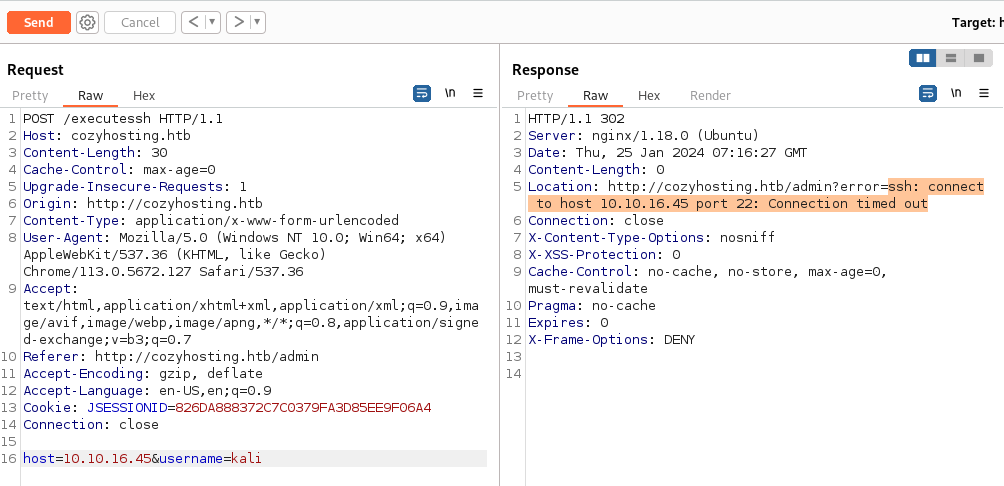 Send
Cancel
<
>
Target: h
Request
Response
Pretty
Raw
Hex
\n
Pretty
Raw
Hex
Render
\n
1 POST /executessh HTTP/1.1
2 Host: cozyhosting.htb
3 Content-Length: 30
4 Cache-Control: max-age=0
5 Upgrade-Insecure-Requests: 1
6 Origin: http://cozyhosting.htb
7 Content-Type: application/x-www-form-urlencoded
8 User-Agent: Mozilla/5.0 (Windows NT 10.0; Win64; x64)
AppleWebKit/537.36 (KHTML, like Gecko)
Chrome/113.0.5672.127 Safari/537.36
9 Accept:
text/html,application/xhtml+xml,application/xml;q=0.9,ima
ge/avif,image/webp,image/apng,*/*;q=0.8,application/signe
d-exchange;v=b3;q=0.7
10 Referer: http://cozyhosting.htb/admin
11 Accept-Encoding: gzip, deflate
12 Accept-Language: en-US,en;q=0.9
13 Cookie: JSESSIONID=826DA888372C7C0379FA3D85EE9F06A4
14 Connection: close
15
16 host=10.10.16.45&username=kali
1 HTTP/1.1 302
2 Server: nginx/1.18.0 (Ubuntu)
3 Date: Thu, 25 Jan 2024 07:16:27 GMT
4 Content-Length: 0
5 Location: http://cozyhosting.htb/admin?error=ssh: connect
to host 10.10.16.45 port 22: Connection timed out
6 Connection: close
7 X-Content-Type-Options: nosniff
8 X-XSS-Protection: 0
9 Cache-Control: no-cache, no-store, max-age=0,
must-revalidate
10 Pragma: no-cache
11 Expires: 0
12 X-Frame-Options: DENY
13
14